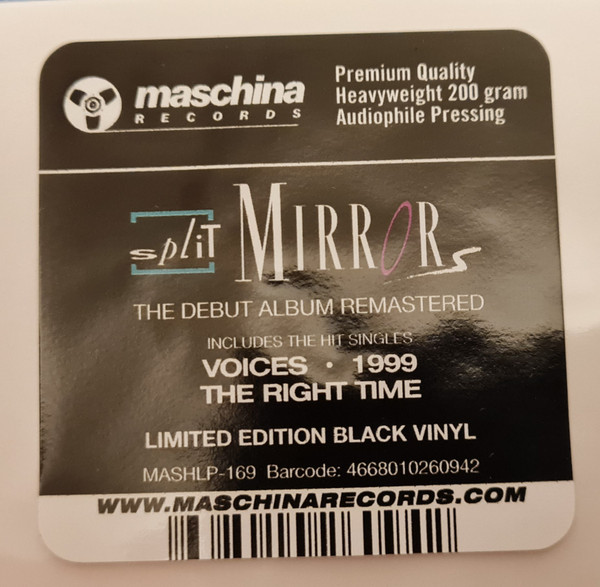 maschina
RECORDS
Premium Quality
Heavyweight 200 gram
Audiophile Pressing
split MIRRORs
THE DEBUT ALBUM REMASTERED
INCLUDES THE HIT SINGLES
VOICES • 1999
THE RIGHT TIME
LIMITED EDITION BLACK VINYL
MASHLP-169 Barcode: 4668010260942
WWW.MASCHINARECORDS.COM